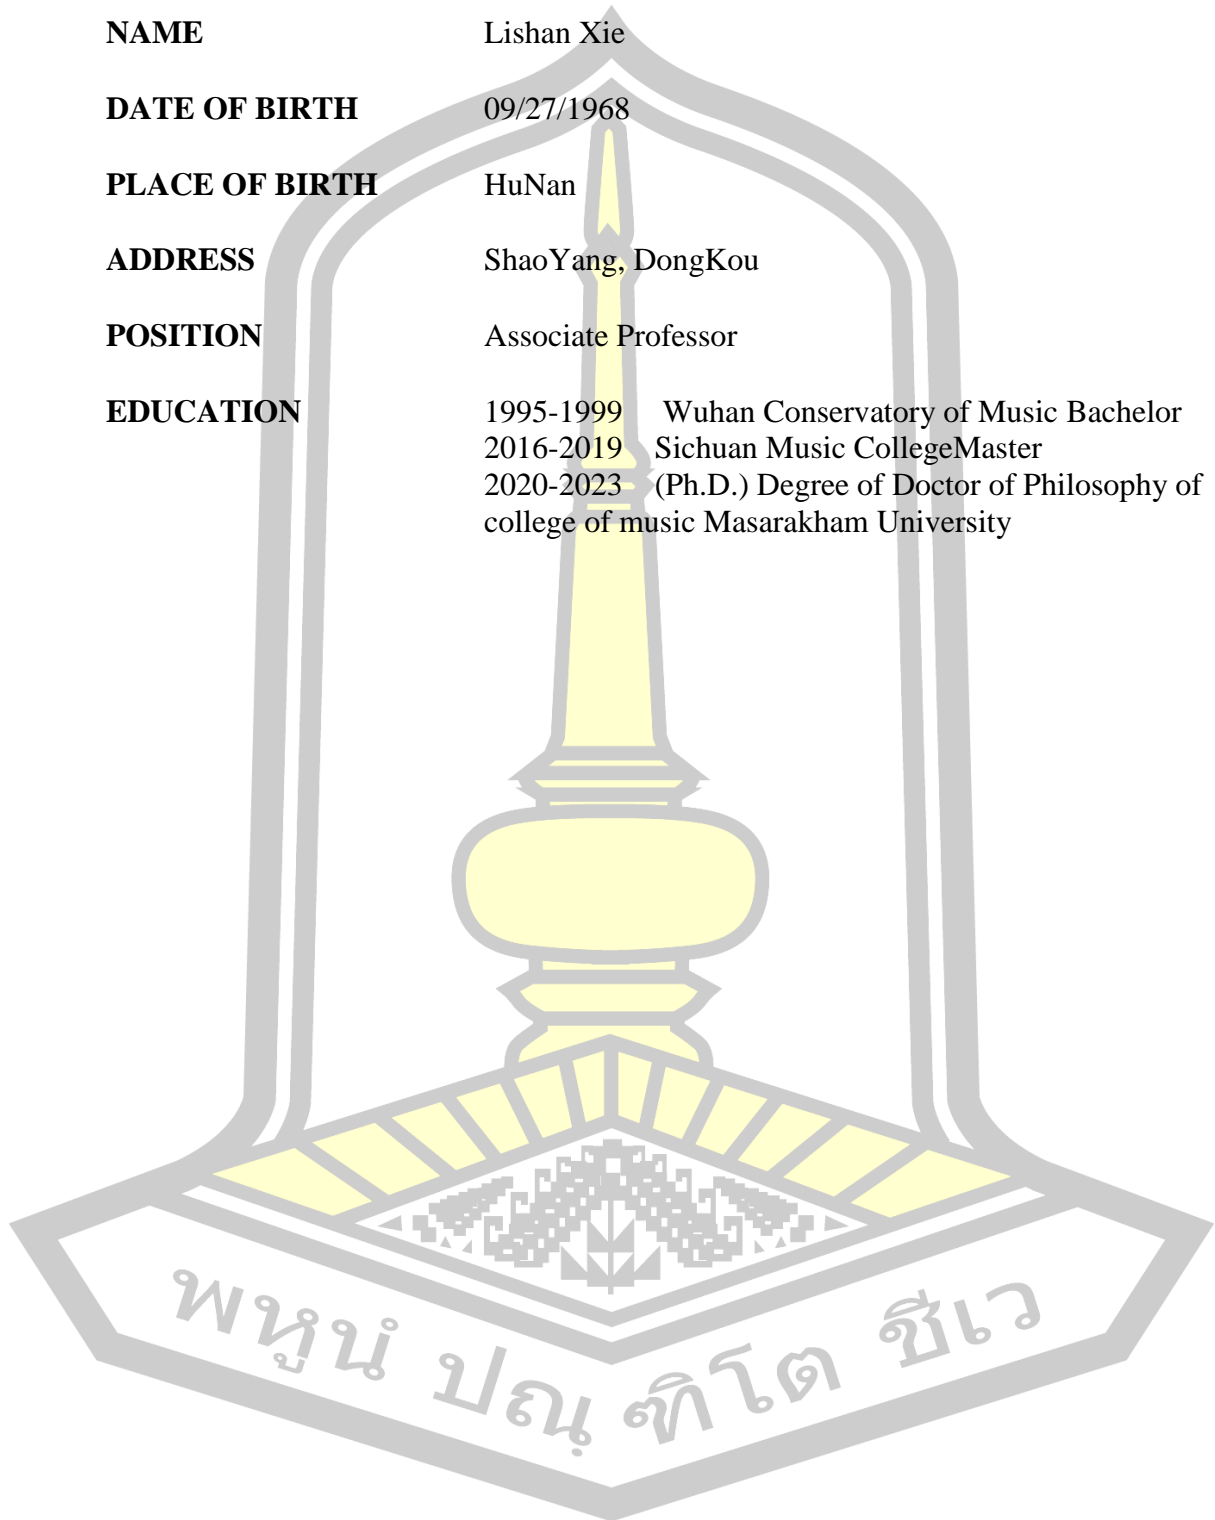 NAME Lishan Xie
DATE OF BIRTH 09/27/1968
PLACE OF BIRTH HuNan
ADDRESS ShaoYang, DongKou
POSITION Associate Professor
EDUCATION 1995-1999 Wuhan Conservatory of Music Bachelor
2016-2019 Sichuan Music CollegeMaster
2020-2023 (Ph.D.) Degree of Doctor of Philosophy of
college of music Masarakham University
พหูนํ ปณฺฑิโต ชีเว